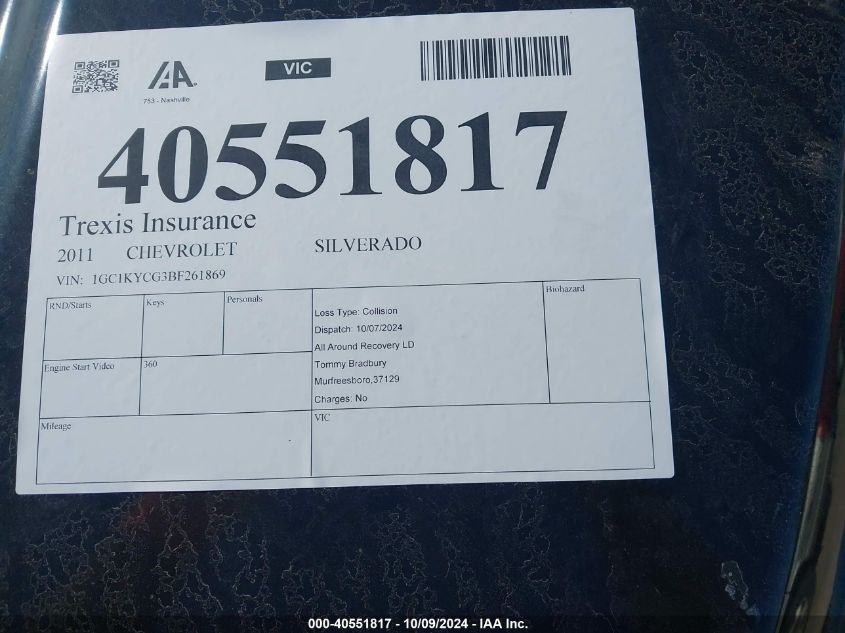 IAA
753 - Nashville
VIC
40551817
Trexis Insurance
2011 CHEVROLET SILVERADO
VIN: 1GC1KYCG3BF261869
RND/Starts
Keys
Personals
Loss Type: Collision
Dispatch: 10/07/2024
All Around Recovery LD
Tommy Bradbury
Murfreesboro,37129
Charges: No
Biohazard
Engine Start Video
360
Mileage
VIC
000-40551817 - 10/09/2024 - IAA Inc.